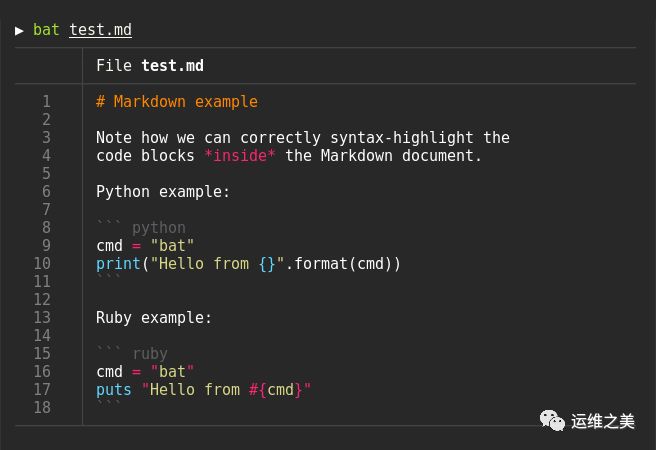 ▶ bat test.md
File test.md
1 # Markdown example
2
3 Note how we can correctly syntax-highlight the
4 code blocks *inside* the Markdown document.
5
6 Python example:
7
8 ``` python
9 cmd = "bat"
10 print("Hello from {}".format(cmd))
11 ```
12
13 Ruby example:
14
15 ``` ruby
16 cmd = "bat"
17 puts "Hello from #{cmd}"
18 ```
运维之美